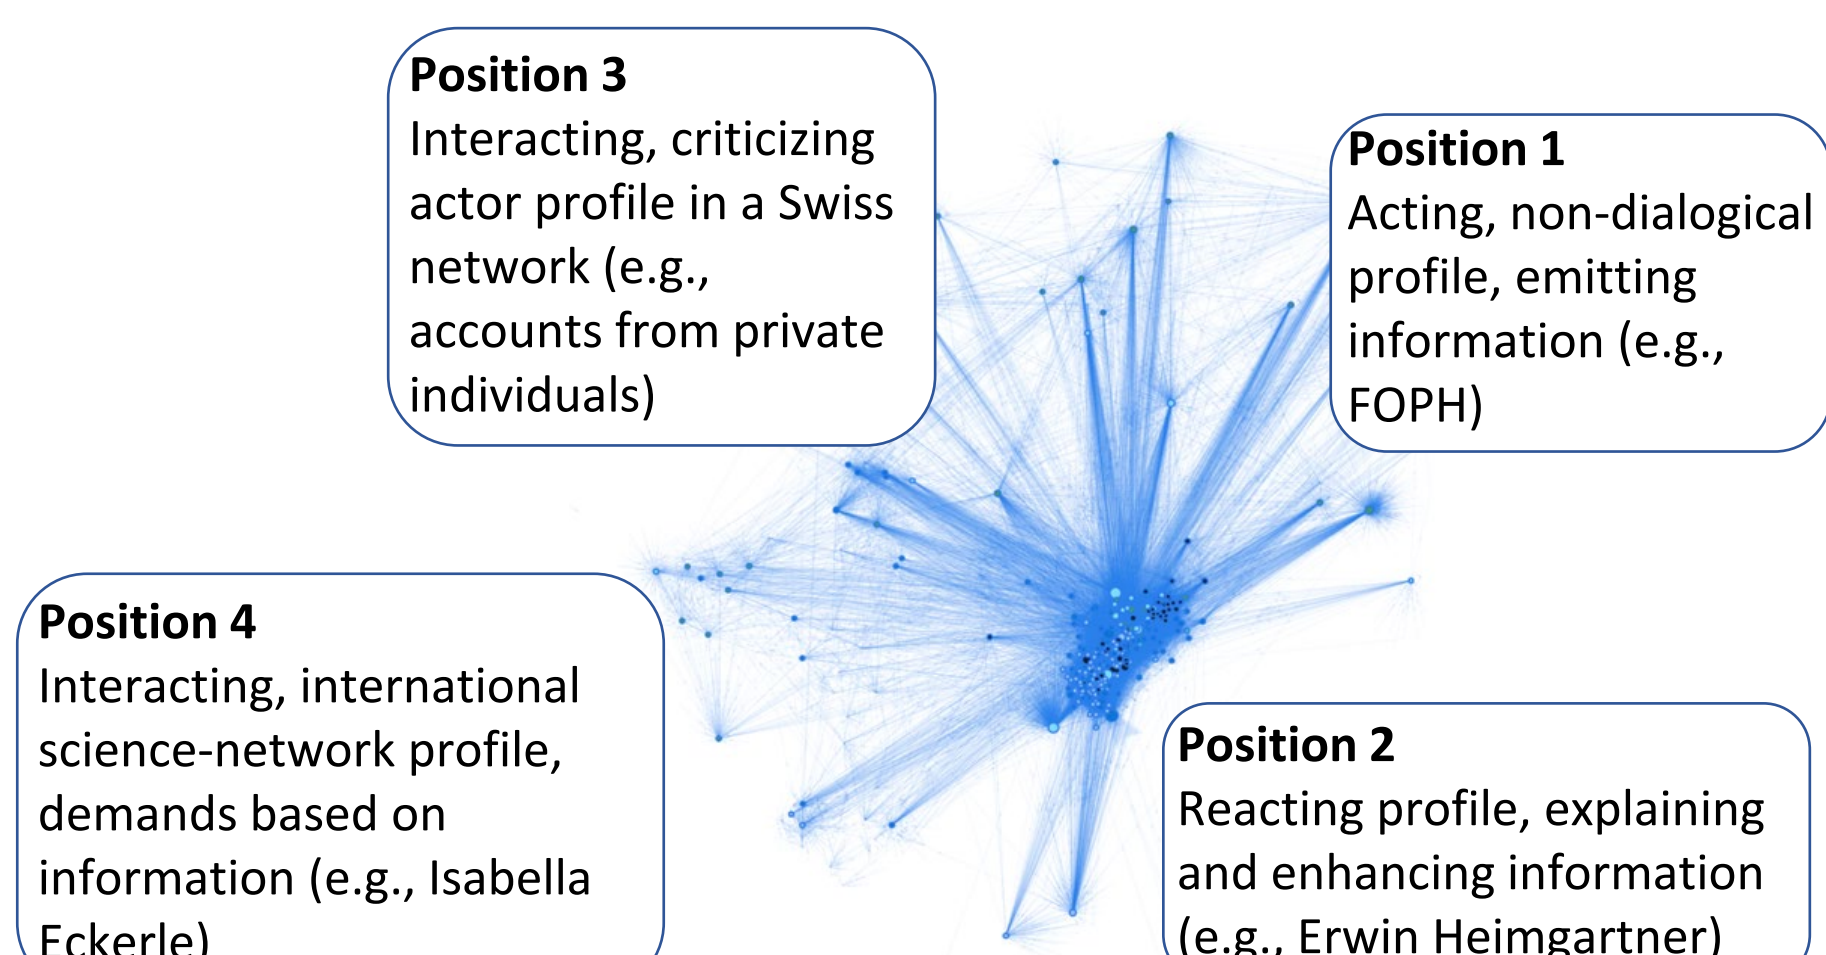 Position 3
Interacting, criticizing
actor profile in a Swiss
network (e.g.,
accounts from private
individuals)
Position 1
Acting, non-dialogical
profile, emitting
information (e.g.,
FOPH)
Position 4
Interacting, international
science-network profile,
demands based on
information (e.g., Isabella
Eckerle)
Position 2
Reacting profile, explaining
and enhancing information
(e.g., Erwin Heimgartner)